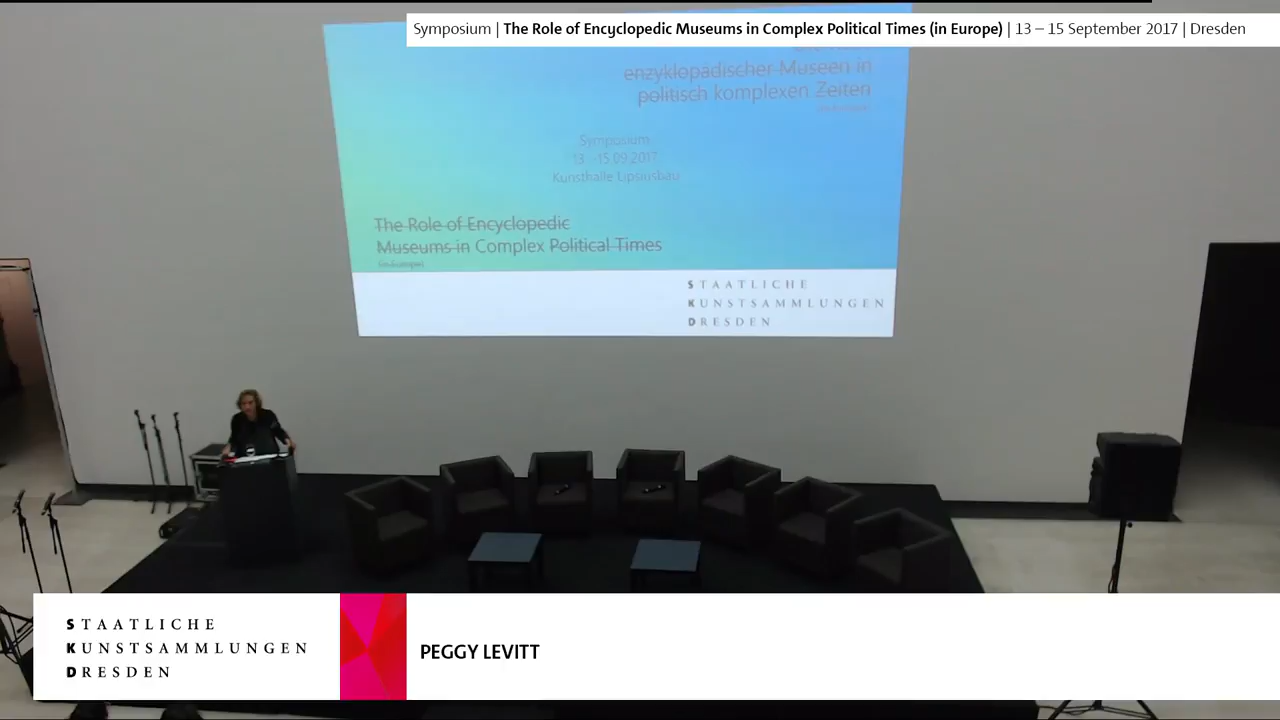 Symposium | The Role of Encyclopedic Museums in Complex Political Times (in Europe) | 13 – 15 September 2017 | Dresden
enzyklopädischer Museen in
politisch komplexen Zeiten
Symposium
13. -15.09.2017
Kunsthalle Lipsiusbau
The Role of Encyclopedic
Museums in Complex Political Times
(in Europe)
STAATLICHE
KUNSTSAMMLUNGEN
DRESDEN
STAATLICHE
KUNSTSAMMLUNGEN
DRESDEN
PEGGY LEVITT